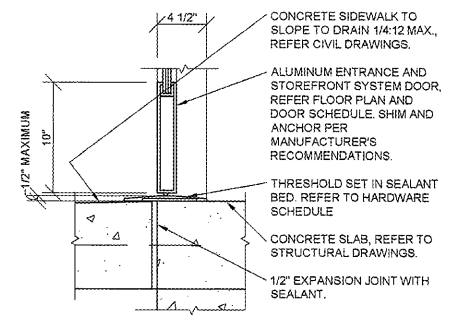 4 1/2"
CONCRETE SIDEWALK TO
SLOPE TO DRAIN 1/4:12 MAX.,
REFER CIVIL DRAWINGS.
ALUMINUM ENTRANCE AND
STOREFRONT SYSTEM DOOR,
REFER FLOOR PLAN AND
DOOR SCHEDULE. SHIM AND
ANCHOR PER
MANUFACTURER'S
RECOMMENDATIONS.
1/2" MAXIMUM
10"
THRESHOLD SET IN SEALANT
BED. REFER TO HARDWARE
SCHEDULE
CONCRETE SLAB, REFER TO
STRUCTURAL DRAWINGS.
1/2" EXPANSION JOINT WITH
SEALANT.